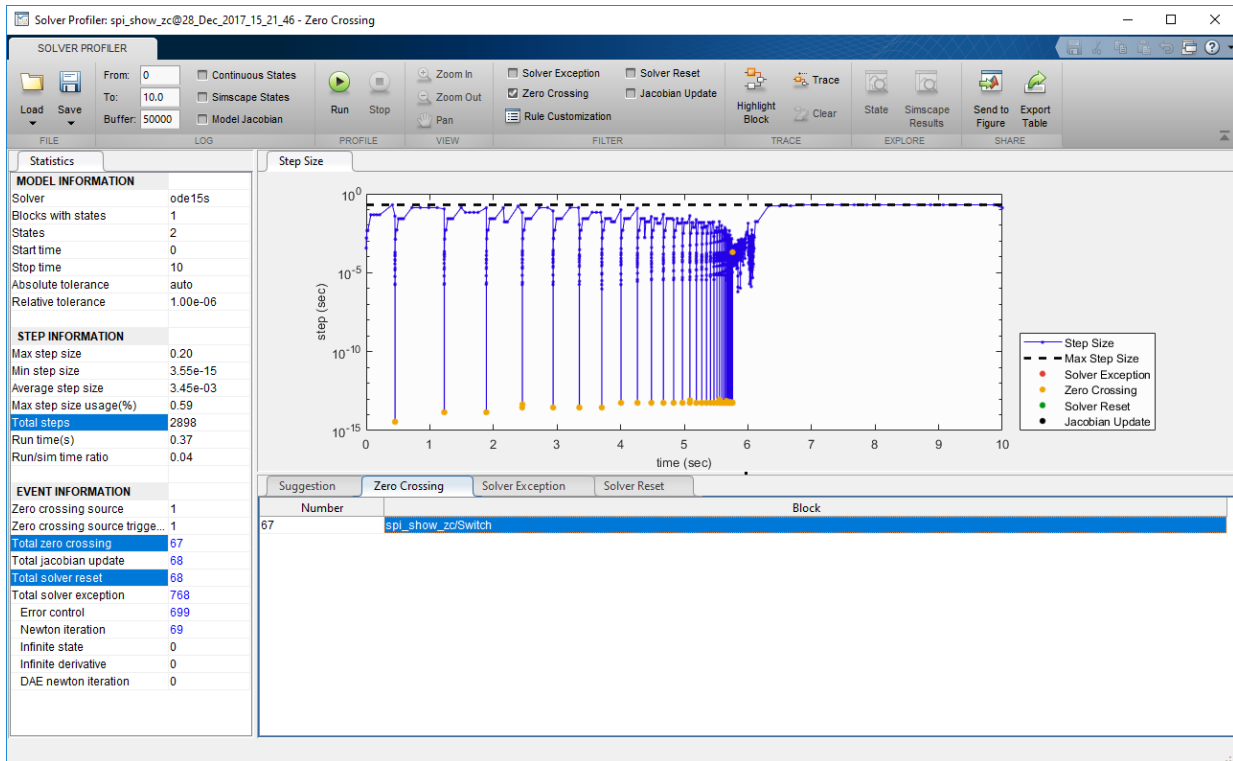 Solver Profiler: spi_show_zc@28_Dec_2017_15_21_46 - Zero Crossing
SOLVER PROFILER
Load
Save
From: 0
To: 10.0
Buffer: 50000
Continuous States
Simscape States
Model Jacobian
Run
Stop
Zoom In
Zoom Out
Pan
Solver Exception
Zero Crossing
Rule Customization
Solver Reset
Jacobian Update
Highlight
Block
Trace
Clear
State
Simscape
Results
Send to
Figure
Export
Table
FILE LOG PROFILE VIEW FILTER TRACE EXPLORE SHARE
Statistics
MODEL INFORMATION
Solver ode15s
Blocks with states 1
States 2
Start time 0
Stop time 10
Absolute tolerance auto
Relative tolerance 1.00e-06
STEP INFORMATION
Max step size 0.20
Min step size 3.55e-15
Average step size 3.45e-03
Max step size usage(%) 0.59
Total steps 2898
Run time(s) 0.37
Run/sim time ratio 0.04
EVENT INFORMATION
Zero crossing source 1
Zero crossing source trigge... 1
Total zero crossing 67
Total jacobian update 68
Total solver reset 68
Total solver exception 768
Error control 699
Newton iteration 69
Infinite state 0
Infinite derivative 0
DAE newton iteration 0
Step Size
10^0
10^-5
10^-10
10^-15
step (sec)
0 1 2 3 4 5 6 7 8 9 10
time (sec)
Step Size
Max Step Size
Solver Exception
Zero Crossing
Solver Reset
Jacobian Update
Suggestion Zero Crossing Solver Exception Solver Reset
Number Block
67 spi_show_zc/Switch